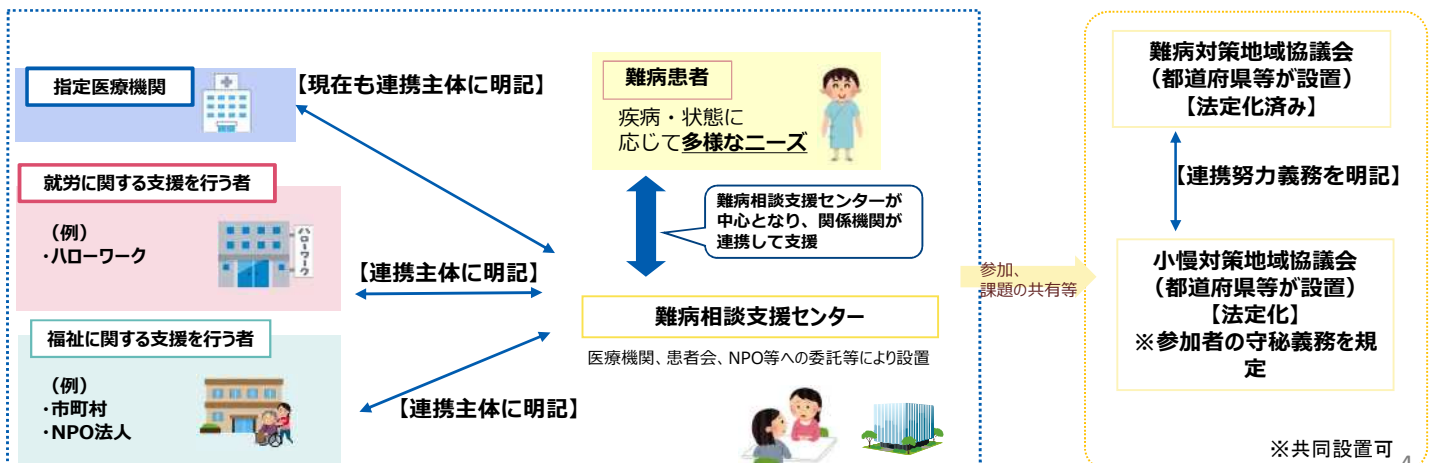 指定医療機関
【現在も連携主体に明記】
難病患者
疾病・状態に
応じて多様なニーズ
就労に関する支援を行う者
（例）
・ハローワーク
ハローワーク
【連携主体に明記】
難病相談支援センターが
中心となり、関係機関が
連携して支援
福祉に関する支援を行う者
（例）
・市町村
・NPO法人
【連携主体に明記】
難病相談支援センター
医療機関、患者会、NPO等への委託等により設置
参加、
課題の共有等
難病対策地域協議会
（都道府県等が設置）
【法定化済み】
【連携努力義務を明記】
小慢対策地域協議会
（都道府県等が設置）
【法定化】
※参加者の守秘義務を規
定
※共同設置可
4